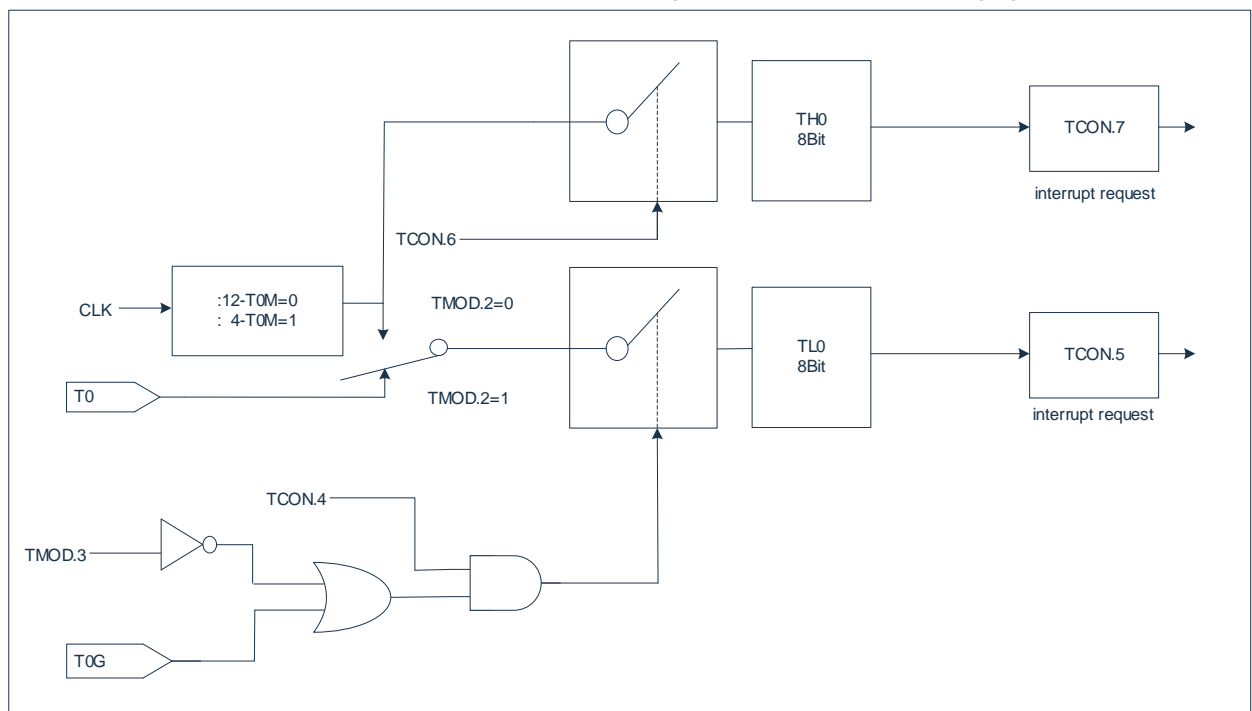 TH0
8Bit
TCON.7
interrupt request
TCON.6
CLK
:12-T0M=0
: 4-T0M=1
TMOD.2=0
TL0
8Bit
TCON.5
T0
TMOD.2=1
interrupt request
TCON.4
TMOD.3
T0G